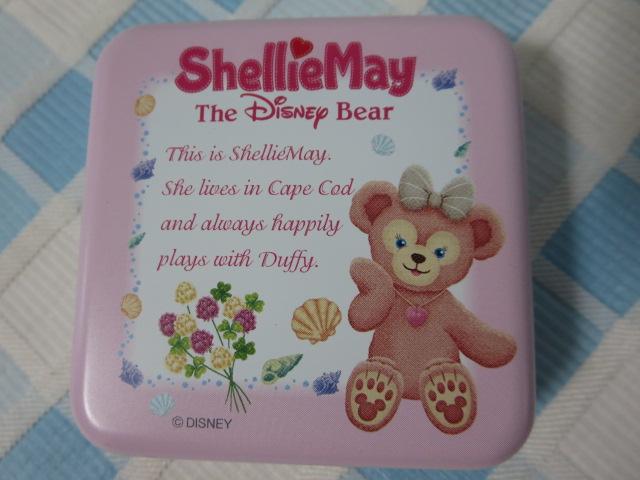 ShellieMay
The Disney Bear
This is ShellieMay.
She lives in Cape Cod
and always happily
plays with Duffy.
© DISNEY